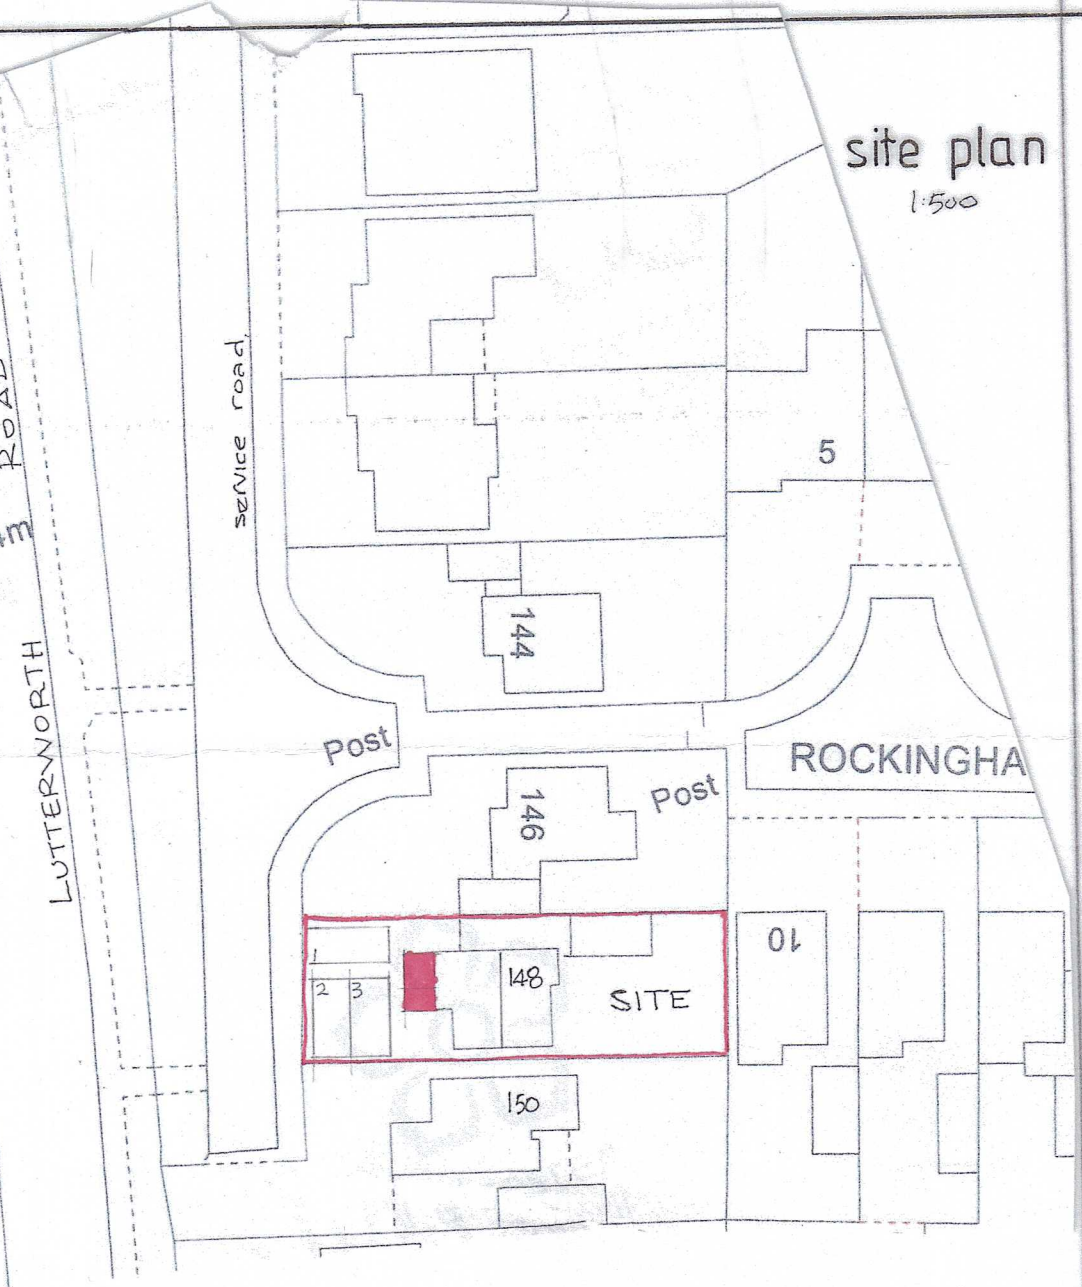 site plan
1:500
service road
ROAD
5
m
144
LUTTERWORTH
Post
ROCKINGHA
Post
146
10
1
2
3
148
SITE
150